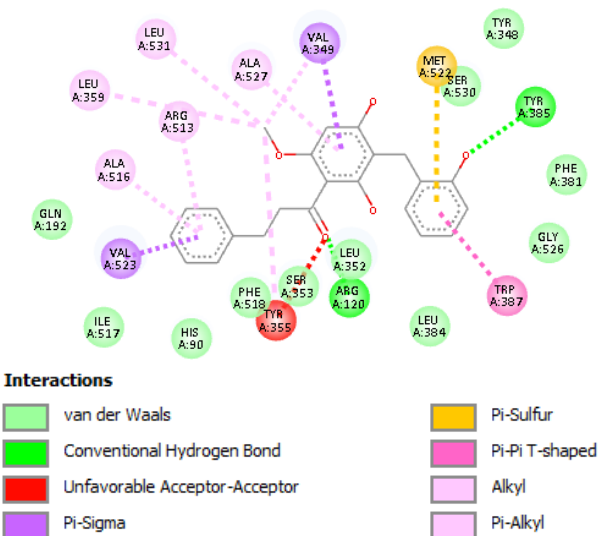 LEU
A:531
VAL
A:349
TYR
A:348
ALA
A:527
MET
A:522
SER
A:530
LEU
A:359
TYR
A:385
ARG
A:513
ALA
A:516
PHE
A:381
GLN
A:192
GLY
A:526
VAL
A:523
LEU
A:352
SER
A:353
PHE
A:518
ARG
A:120
TRP
A:387
TYR
A:355
ILE
A:517
HIS
A:90
LEU
A:384
O
O
O
O
O
Interactions
van der Waals
Conventional Hydrogen Bond
Unfavorable Acceptor-Acceptor
Pi-Sigma
Pi-Sulfur
Pi-Pi T-shaped
Alkyl
Pi-Alkyl